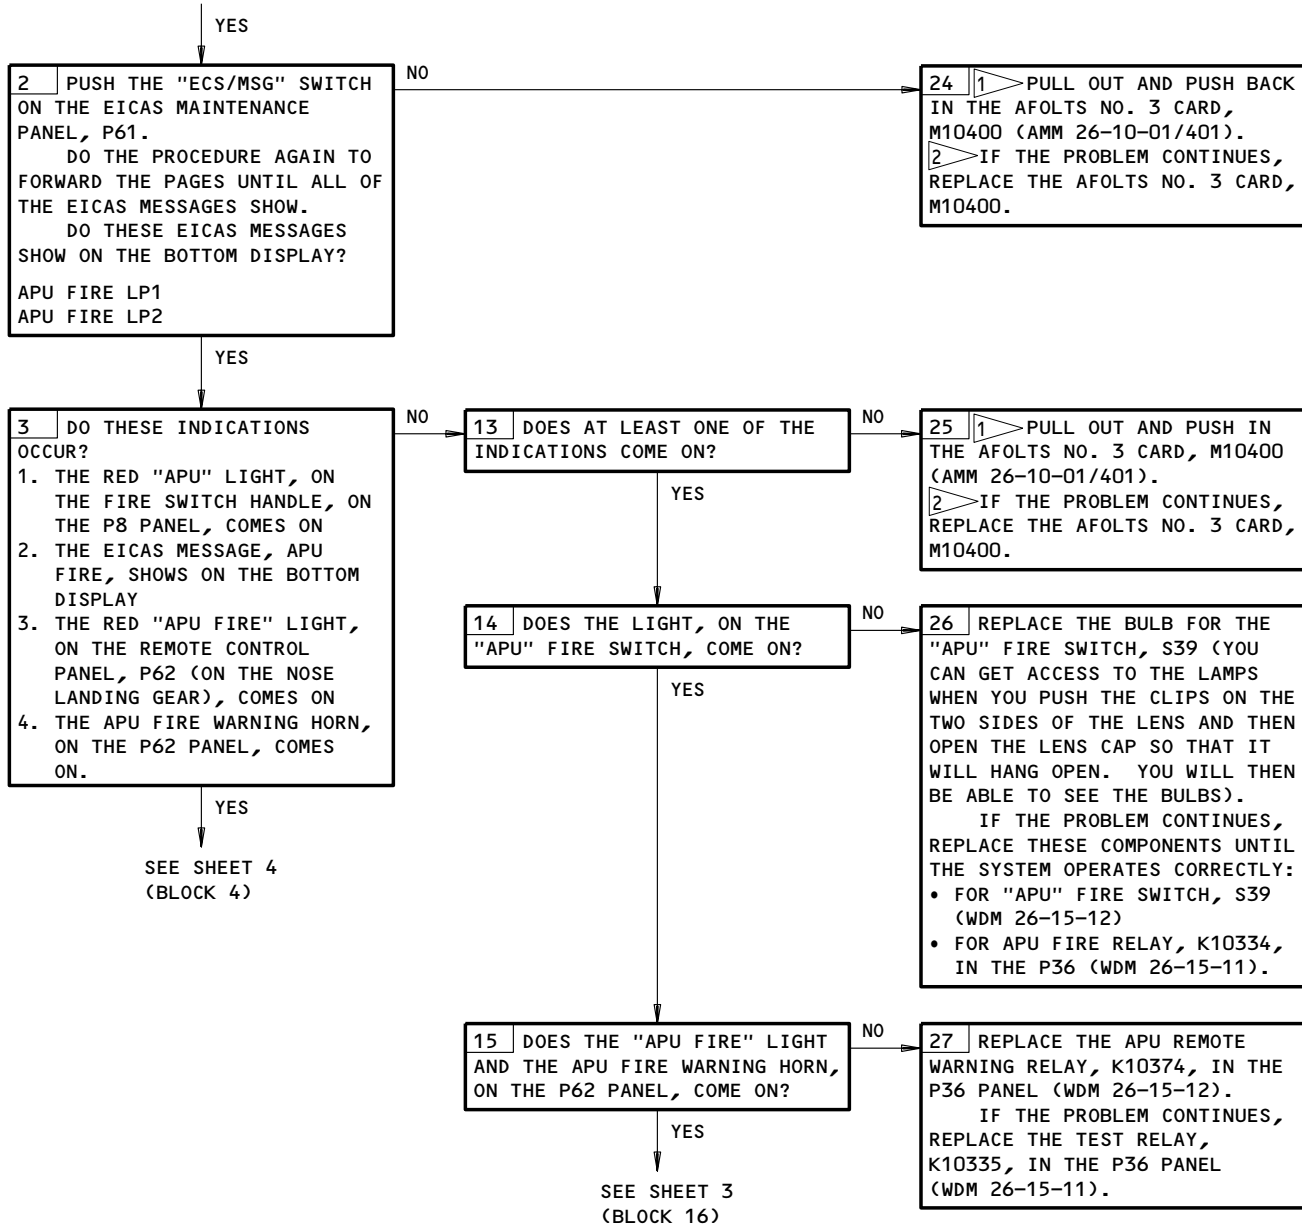 YES
2 PUSH THE "ECS/MSG" SWITCH
ON THE EICAS MAINTENANCE
PANEL, P61.
DO THE PROCEDURE AGAIN TO
FORWARD THE PAGES UNTIL ALL OF
THE EICAS MESSAGES SHOW.
DO THESE EICAS MESSAGES
SHOW ON THE BOTTOM DISPLAY?
APU FIRE LP1
APU FIRE LP2
NO
24 1 PULL OUT AND PUSH BACK
IN THE AFOLTS NO. 3 CARD,
M10400 (AMM 26-10-01/401).
2 IF THE PROBLEM CONTINUES,
REPLACE THE AFOLTS NO. 3 CARD,
M10400.
YES
3 DO THESE INDICATIONS
OCCUR?
1. THE RED "APU" LIGHT, ON
THE FIRE SWITCH HANDLE, ON
THE P8 PANEL, COMES ON
2. THE EICAS MESSAGE, APU
FIRE, SHOWS ON THE BOTTOM
DISPLAY
3. THE RED "APU FIRE" LIGHT,
ON THE REMOTE CONTROL
PANEL, P62 (ON THE NOSE
LANDING GEAR), COMES ON
4. THE APU FIRE WARNING HORN,
ON THE P62 PANEL, COMES
ON.
NO
13 DOES AT LEAST ONE OF THE
INDICATIONS COME ON?
NO
25 1 PULL OUT AND PUSH IN
THE AFOLTS NO. 3 CARD, M10400
(AMM 26-10-01/401).
2 IF THE PROBLEM CONTINUES,
REPLACE THE AFOLTS NO. 3 CARD,
M10400.
YES
14 DOES THE LIGHT, ON THE
"APU" FIRE SWITCH, COME ON?
NO
26 REPLACE THE BULB FOR THE
"APU" FIRE SWITCH, S39 (YOU
CAN GET ACCESS TO THE LAMPS
WHEN YOU PUSH THE CLIPS ON THE
TWO SIDES OF THE LENS AND THEN
OPEN THE LENS CAP SO THAT IT
WILL HANG OPEN. YOU WILL THEN
BE ABLE TO SEE THE BULBS).
IF THE PROBLEM CONTINUES,
REPLACE THESE COMPONENTS UNTIL
THE SYSTEM OPERATES CORRECTLY:
• FOR "APU" FIRE SWITCH, S39
(WDM 26-15-12)
• FOR APU FIRE RELAY, K10334,
IN THE P36 (WDM 26-15-11).
YES
SEE SHEET 4
(BLOCK 4)
YES
15 DOES THE "APU FIRE" LIGHT
AND THE APU FIRE WARNING HORN,
ON THE P62 PANEL, COME ON?
NO
27 REPLACE THE APU REMOTE
WARNING RELAY, K10374, IN THE
P36 PANEL (WDM 26-15-12).
IF THE PROBLEM CONTINUES,
REPLACE THE TEST RELAY,
K10335, IN THE P36 PANEL
(WDM 26-15-11).
YES
SEE SHEET 3
(BLOCK 16)